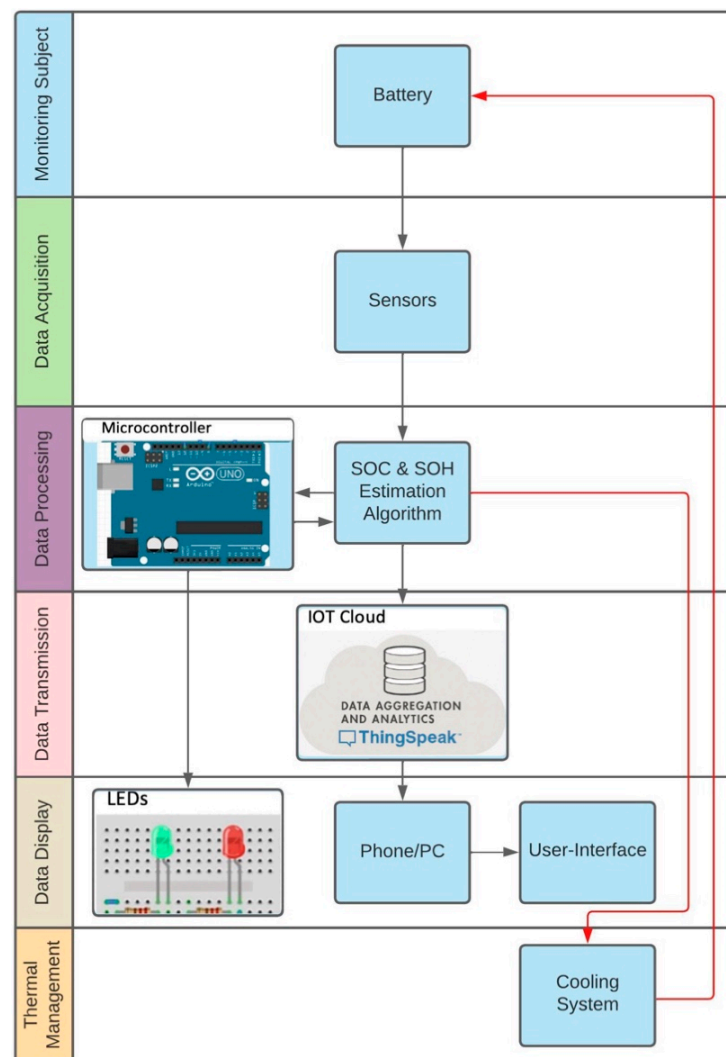 Monitoring Subject
Battery
Data Acquisition
Sensors
Data Processing
Microcontroller
UNO
Arduino
SOC & SOH
Estimation
Algorithm
Data Transmission
IOT Cloud
DATA AGGREGATION
AND ANALYTICS
ThingSpeak
Data Display
LEDs
Phone/PC
User-Interface
Thermal
Management
Cooling
System